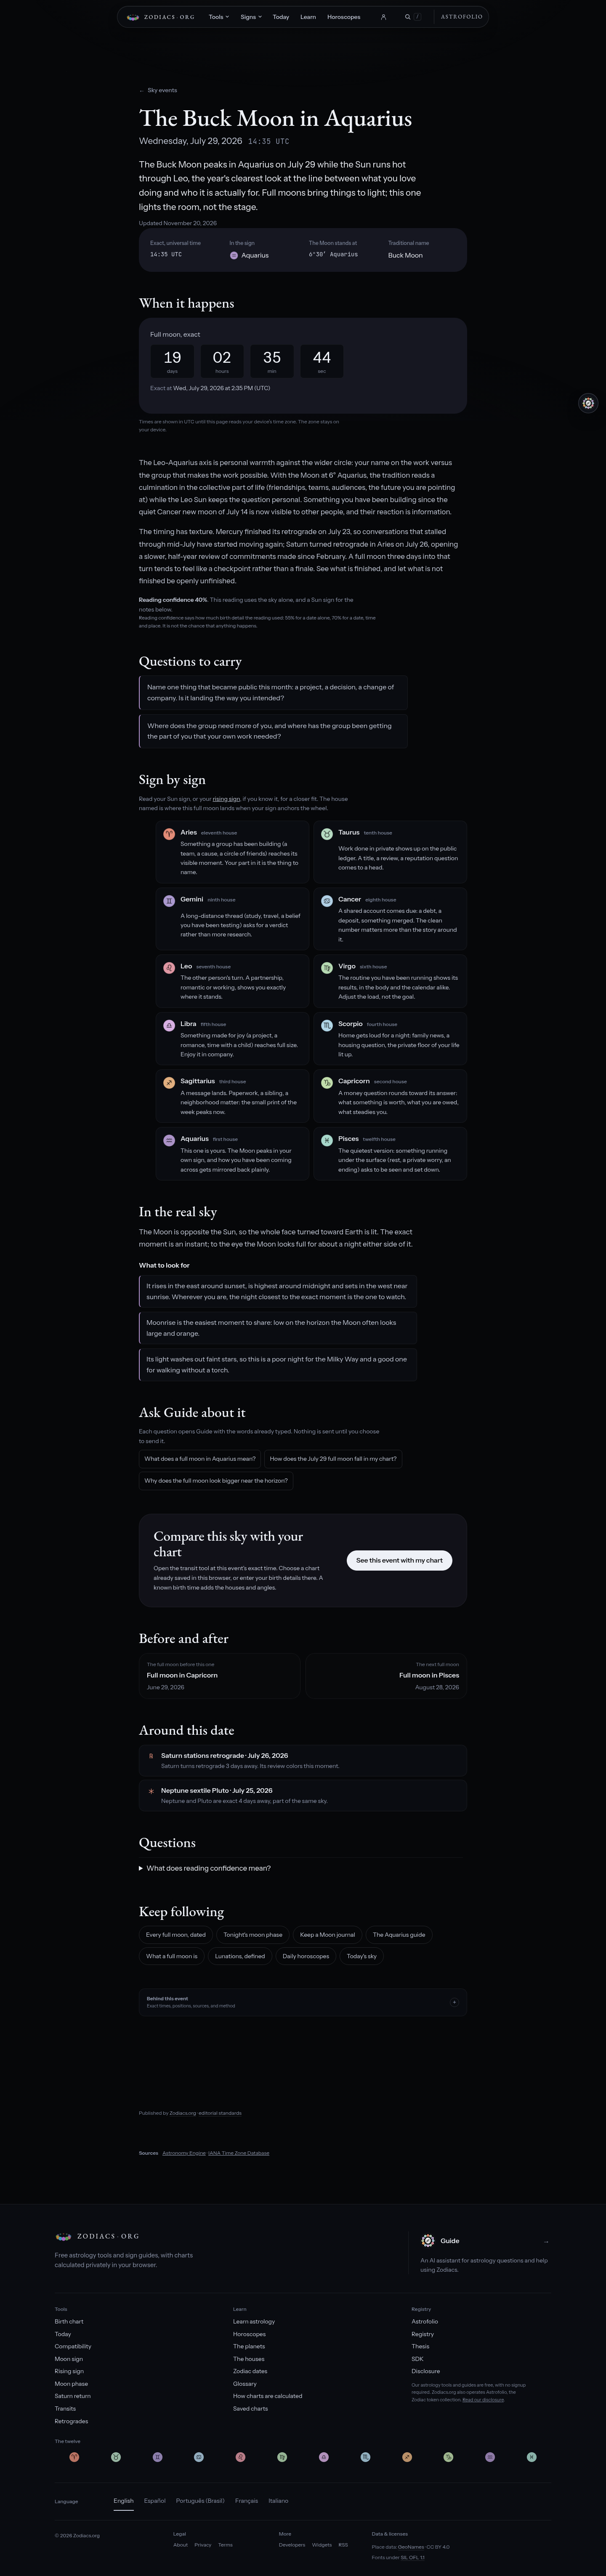 ZODIACS·ORG
Tools
Signs
Today
Learn
Horoscopes
/
ASTROFOLIO
← Sky events
The Buck Moon in Aquarius
Wednesday, July 29, 2026 14:35 UTC
The Buck Moon peaks in Aquarius on July 29 while the Sun runs hot
through Leo, the year's clearest look at the line between what you love
doing and who it is actually for. Full moons bring things to light; this one
lights the room, not the stage.
Updated November 20, 2026
Exact, universal time
14:35 UTC
In the sign
Aquarius
The Moon stands at
6°30' Aquarius
Traditional name
Buck Moon
When it happens
Full moon, exact
19
days
02
hours
35
min
44
sec
Exact at Wed, July 29, 2026 at 2:35 PM (UTC)
Times are shown in UTC until this page reads your device's time zone. The zone stays on
your device.
The Leo-Aquarius axis is personal warmth against the wider circle: your name on the work versus
the group that makes the work possible. With the Moon at 6° Aquarius, the tradition reads a
culmination in the collective part of life (friendships, teams, audiences, the future you are pointing
at) while the Leo Sun keeps the question personal. Something you have been building since the
quiet Cancer new moon of July 14 is now visible to other people, and their reaction is information.
The timing has texture. Mercury finished its retrograde on July 23, so conversations that stalled
through mid-July have started moving again; Saturn turned retrograde in Aries on July 26, opening
a slower, half-year review of commitments made since February. A full moon three days into that
turn tends to feel like a checkpoint rather than a finale. See what is finished, and let what is not
finished be openly unfinished.
Reading confidence 40%. This reading uses the sky alone, and a Sun sign for the
notes below.
Reading confidence says how much birth detail the reading used: 55% for a date alone, 70% for a date, time
and place. It is not the chance that anything happens.
Questions to carry
Name one thing that became public this month: a project, a decision, a change of
company. Is it landing the way you intended?
Where does the group need more of you, and where has the group been getting
the part of you that your own work needed?
Sign by sign
Read your Sun sign, or your rising sign, if you know it, for a closer fit. The house
named is where this full moon lands when your sign anchors the wheel.
Aries eleventh house
Something a group has been building (a
team, a cause, a circle of friends) reaches its
visible moment. Your part in it is the thing to
name.
Taurus tenth house
Work done in private shows up on the public
ledger. A title, a review, a reputation question
comes to a head.
Gemini ninth house
A long-distance thread (study, travel, a belief
you have been testing) asks for a verdict
rather than more research.
Cancer eighth house
A shared account comes due: a debt, a
deposit, something merged. The clean
number matters more than the story around
it.
Leo seventh house
The other person's turn. A partnership,
romantic or working, shows you exactly
where it stands.
Virgo sixth house
The routine you have been running shows its
results, in the body and the calendar alike.
Adjust the load, not the goal.
Libra fifth house
Something made for joy (a project, a
romance, time with a child) reaches full size.
Enjoy it in company.
Scorpio fourth house
Home gets loud for a night: family news, a
housing question, the private floor of your life
lit up.
Sagittarius third house
A message lands. Paperwork, a sibling, a
neighborhood matter: the small print of the
week peaks now.
Capricorn second house
A money question rounds toward its answer:
what something is worth, what you are owed,
what steadies you.
Aquarius first house
This one is yours. The Moon peaks in your
own sign, and how you have been coming
across gets mirrored back plainly.
Pisces twelfth house
The quietest version: something running
under the surface (rest, a private worry, an
ending) asks to be seen and set down.
In the real sky
The Moon is opposite the Sun, so the whole face turned toward Earth is lit. The exact
moment is an instant; to the eye the Moon looks full for about a night either side of it.
What to look for
It rises in the east around sunset, is highest around midnight and sets in the west near
sunrise. Wherever you are, the night closest to the exact moment is the one to watch.
Moonrise is the easiest moment to share: low on the horizon the Moon often looks
large and orange.
Its light washes out faint stars, so this is a poor night for the Milky Way and a good one
for walking without a torch.
Ask Guide about it
Each question opens Guide with the words already typed. Nothing is sent until you choose
to send it.
What does a full moon in Aquarius mean?
How does the July 29 full moon fall in my chart?
Why does the full moon look bigger near the horizon?
Compare this sky with your
chart
Open the transit tool at this event's exact time. Choose a chart
already saved in this browser, or enter your birth details there. A
known birth time adds the houses and angles.
See this event with my chart
Before and after
The full moon before this one
Full moon in Capricorn
June 29, 2026
The next full moon
Full moon in Pisces
August 28, 2026
Around this date
Saturn stations retrograde · July 26, 2026
Saturn turns retrograde 3 days away. Its review colors this moment.
Neptune sextile Pluto · July 25, 2026
Neptune and Pluto are exact 4 days away, part of the same sky.
Questions
What does reading confidence mean?
Keep following
Every full moon, dated
Tonight's moon phase
Keep a Moon journal
The Aquarius guide
What a full moon is
Lunations, defined
Daily horoscopes
Today's sky
Behind this event
Exact times, positions, sources, and method
+
Published by Zodiacs.org · editorial standards
Sources Astronomy Engine · IANA Time Zone Database
ZODIACS·ORG
Free astrology tools and sign guides, with charts
calculated privately in your browser.
Guide →
An AI assistant for astrology questions and help
using Zodiacs.
Tools
Birth chart
Today
Compatibility
Moon sign
Rising sign
Moon phase
Saturn return
Transits
Retrogrades
Learn
Learn astrology
Horoscopes
The planets
The houses
Zodiac dates
Glossary
How charts are calculated
Saved charts
Registry
Astrofolio
Registry
Thesis
SDK
Disclosure
Our astrology tools and guides are free, with no signup
required. Zodiacs.org also operates Astrofolio, the
Zodiac token collection. Read our disclosure.
The twelve
Language
English
Español
Português (Brasil)
Français
Italiano
© 2026 Zodiacs.org
Legal
About Privacy Terms
More
Developers Widgets RSS
Data & licenses
Place data: GeoNames · CC BY 4.0
Fonts under SIL OFL 1.1